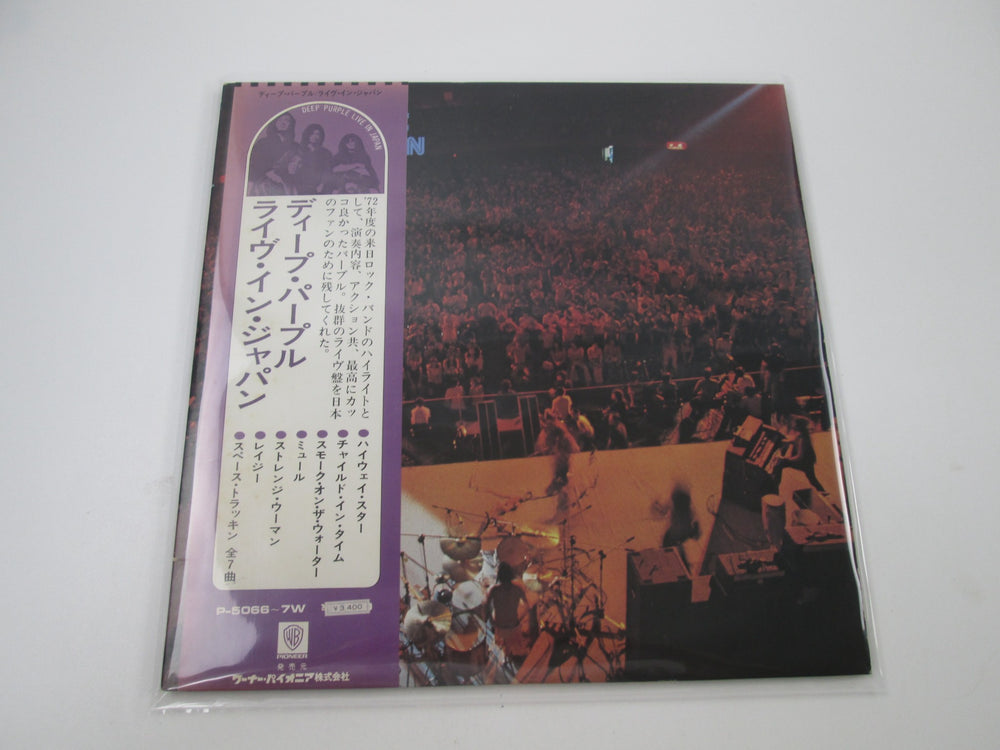 ディープ・パープル/ライヴ・イン・ジャパン
DEEP PURPLE LIVE IN JAPAN
ディープ・パープル
ライヴ・イン・ジャパン
'72年度の来日ロック・バンドのハイライトと
して、演奏内容、アクション共、最高にカッ
コ良かったパープル。抜群のライヴ盤を日本
のファンのために残してくれた。
●ハイウェイ・スター
●チャイルド・イン・タイム
●スモーク・オン・ザ・ウォーター
●ミュール
●ストレンジ・ウーマン
●レイジー
●スペース・トラッキン 全7曲
P-5066~7W
¥3,400
WB
PIONEER
発売元
ワーナー・パイオニア株式会社
N